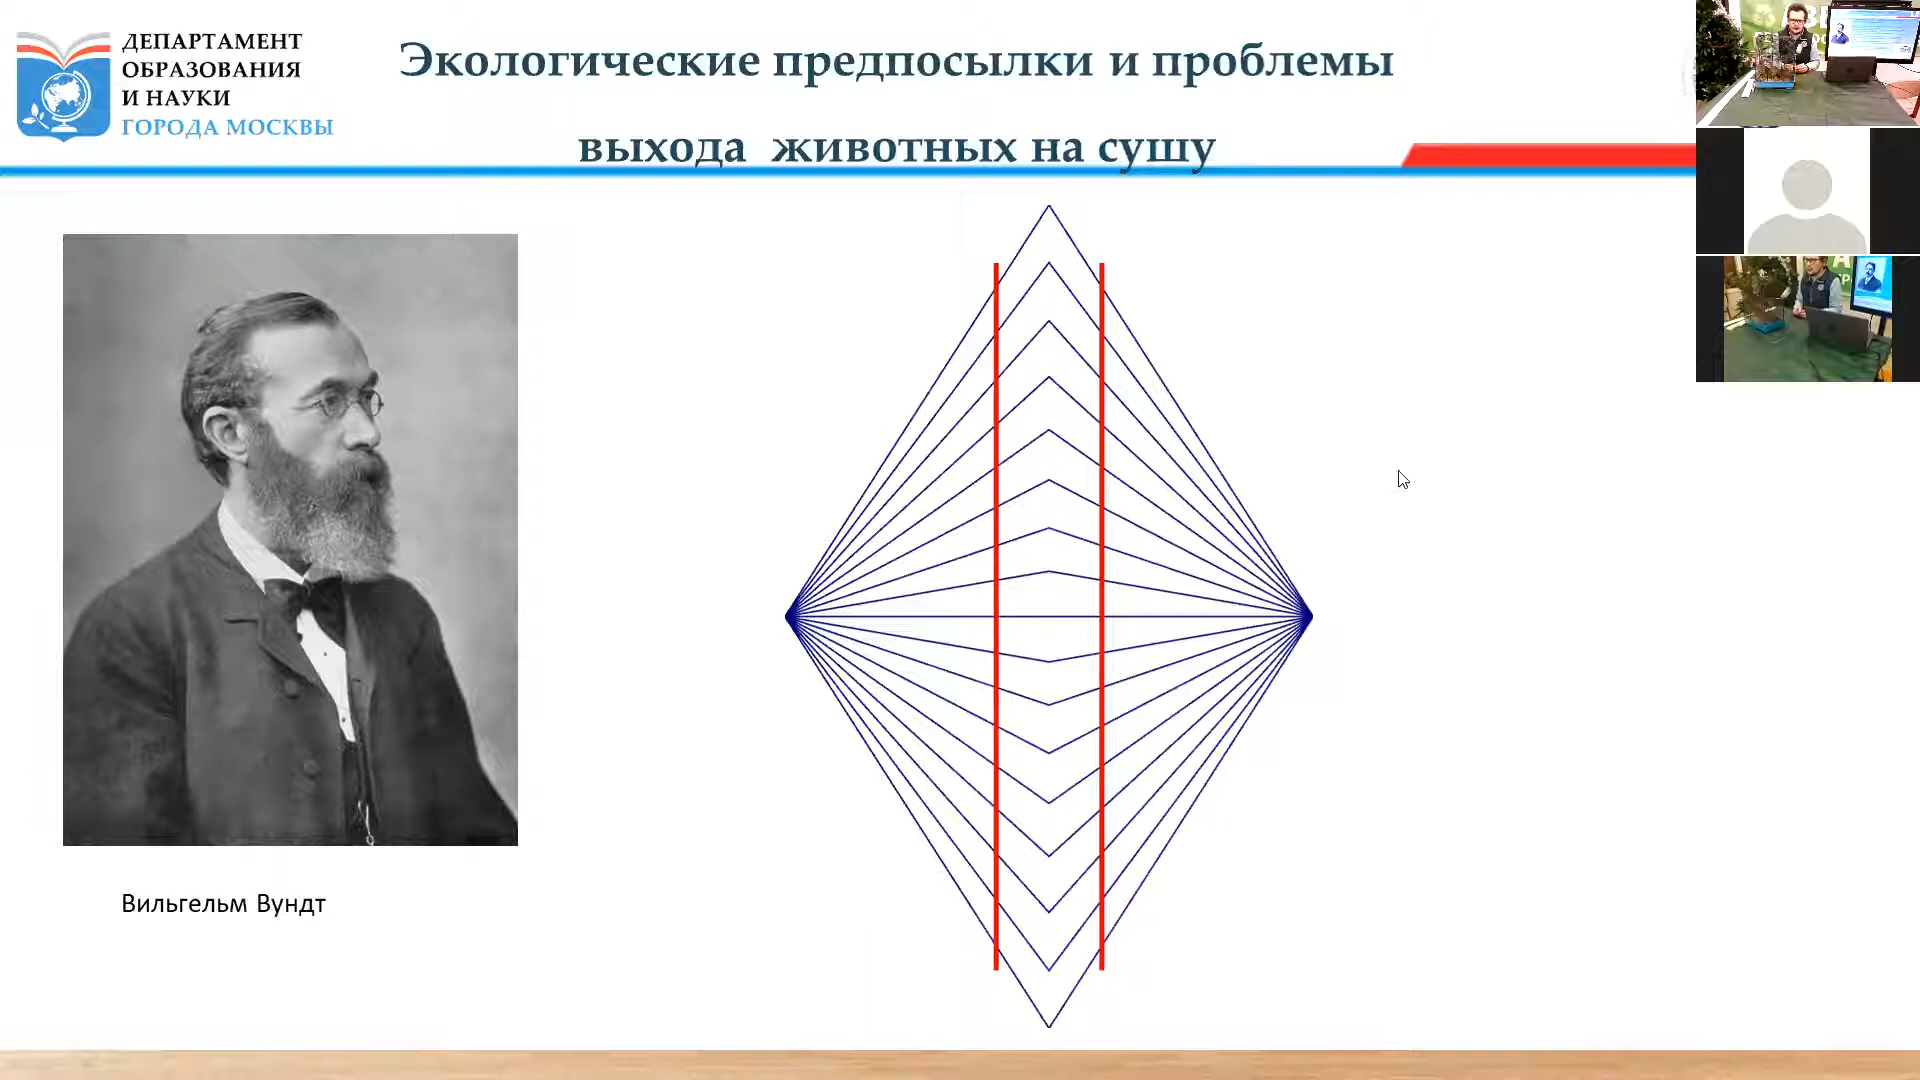 ДЕПАРТАМЕНТ
ОБРАЗОВАНИЯ
И НАУКИ
ГОРОДА МОСКВЫ
Экологические предпосылки и проблемы
выхода животных на сушу
Вильгельм Вундт